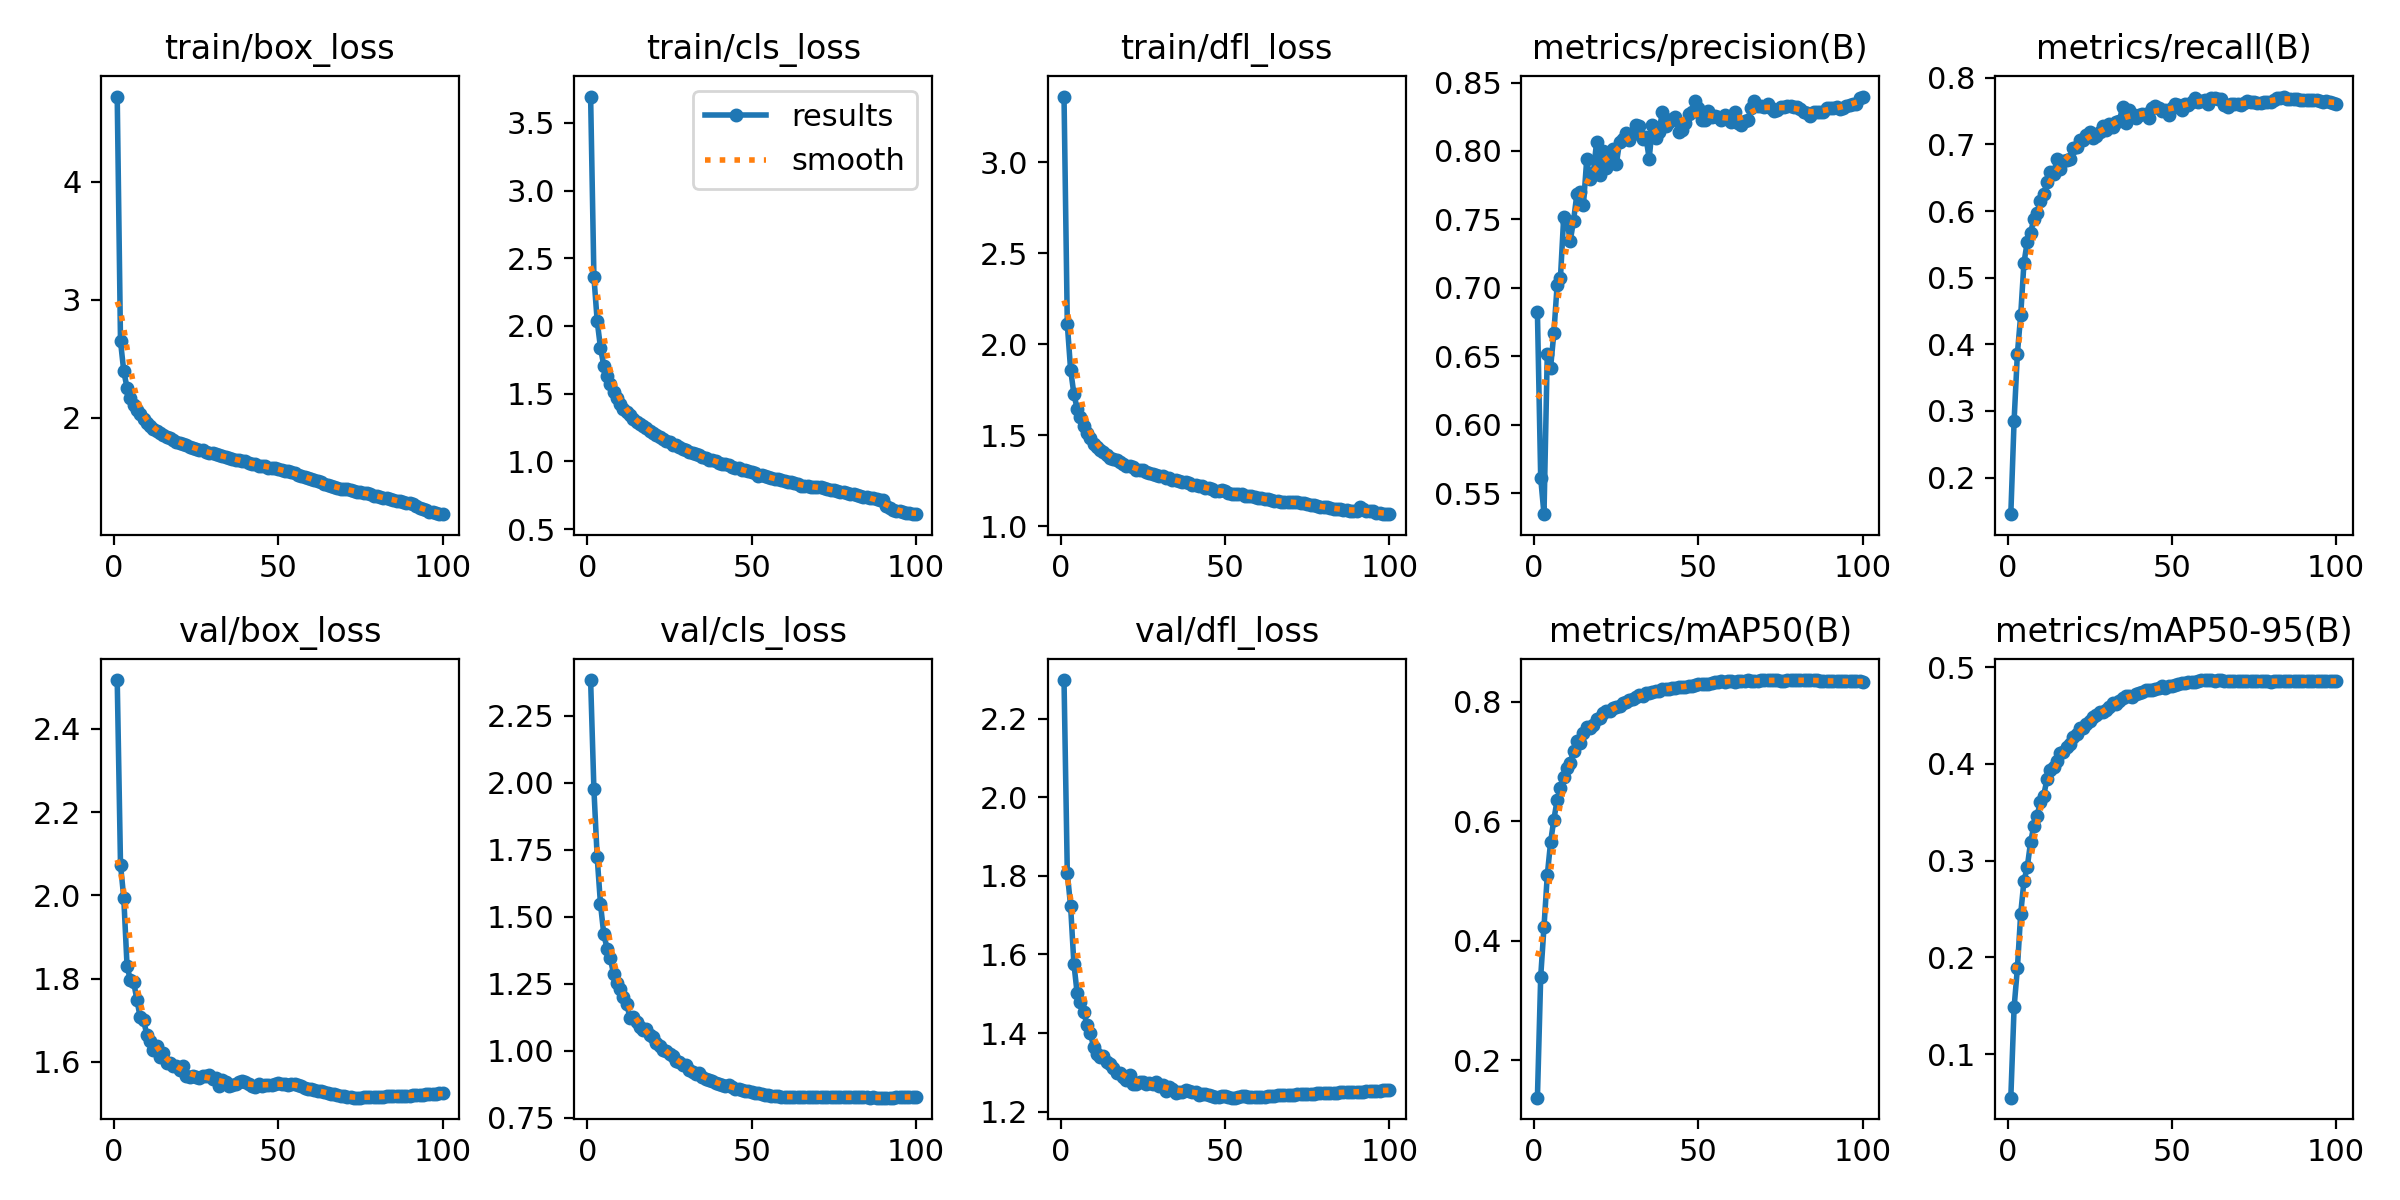 train/box_loss
4
3
2
0 50 100
train/cls_loss
results
smooth
3.5
3.0
2.5
2.0
1.5
1.0
0.5
0 50 100
train/dfl_loss
3.0
2.5
2.0
1.5
1.0
0 50 100
metrics/precision(B)
0.85
0.80
0.75
0.70
0.65
0.60
0.55
0 50 100
metrics/recall(B)
0.8
0.7
0.6
0.5
0.4
0.3
0.2
0 50 100
val/box_loss
2.4
2.2
2.0
1.8
1.6
0 50 100
val/cls_loss
2.25
2.00
1.75
1.50
1.25
1.00
0.75
0 50 100
val/dfl_loss
2.2
2.0
1.8
1.6
1.4
1.2
0 50 100
metrics/mAP50(B)
0.8
0.6
0.4
0.2
0 50 100
metrics/mAP50-95(B)
0.5
0.4
0.3
0.2
0.1
0 50 100